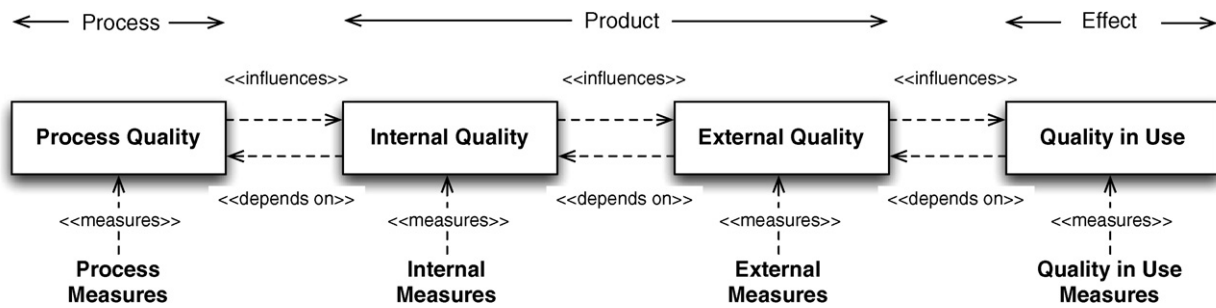 Process Product Effect
<<influences>> <<influences>> <<influences>>
Process Quality Internal Quality External Quality Quality in Use
<<depends on>> <<depends on>> <<depends on>>
<<measures>> <<measures>> <<measures>> <<measures>>
Process Internal External Quality in Use
Measures Measures Measures Measures